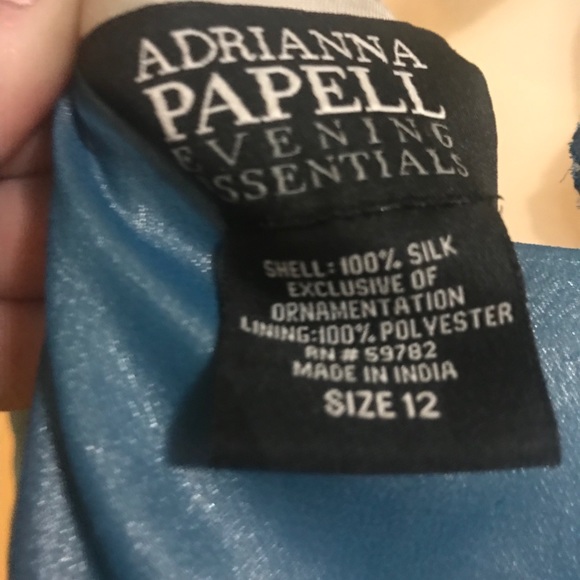 ADRIANNA
PAPELL
EVENING
ESSENTIALS
SHELL: 100% SILK
EXCLUSIVE OF
ORNAMENTATION
LINING:100% POLYESTER
RN # 59782
MADE IN INDIA
SIZE 12